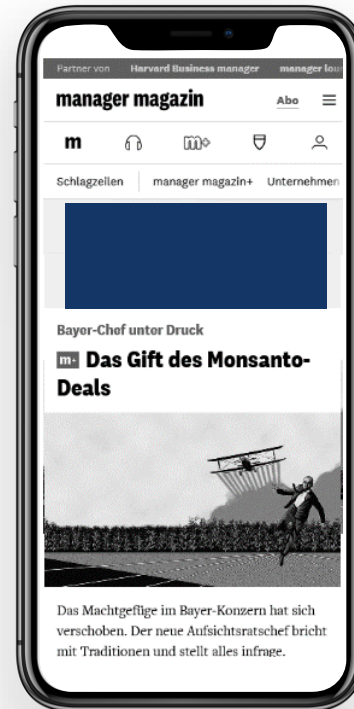 Partner von Harvard Business manager manager lou
manager magazin Abo
m m+
Schlagzeilen manager magazin+ Unternehmen
Bayer-Chef unter Druck
m+ Das Gift des Monsanto-
Deals
Das Machtgefüge im Bayer-Konzern hat sich
verschoben. Der neue Aufsichtsratschef bricht
mit Traditionen und stellt alles infrage.